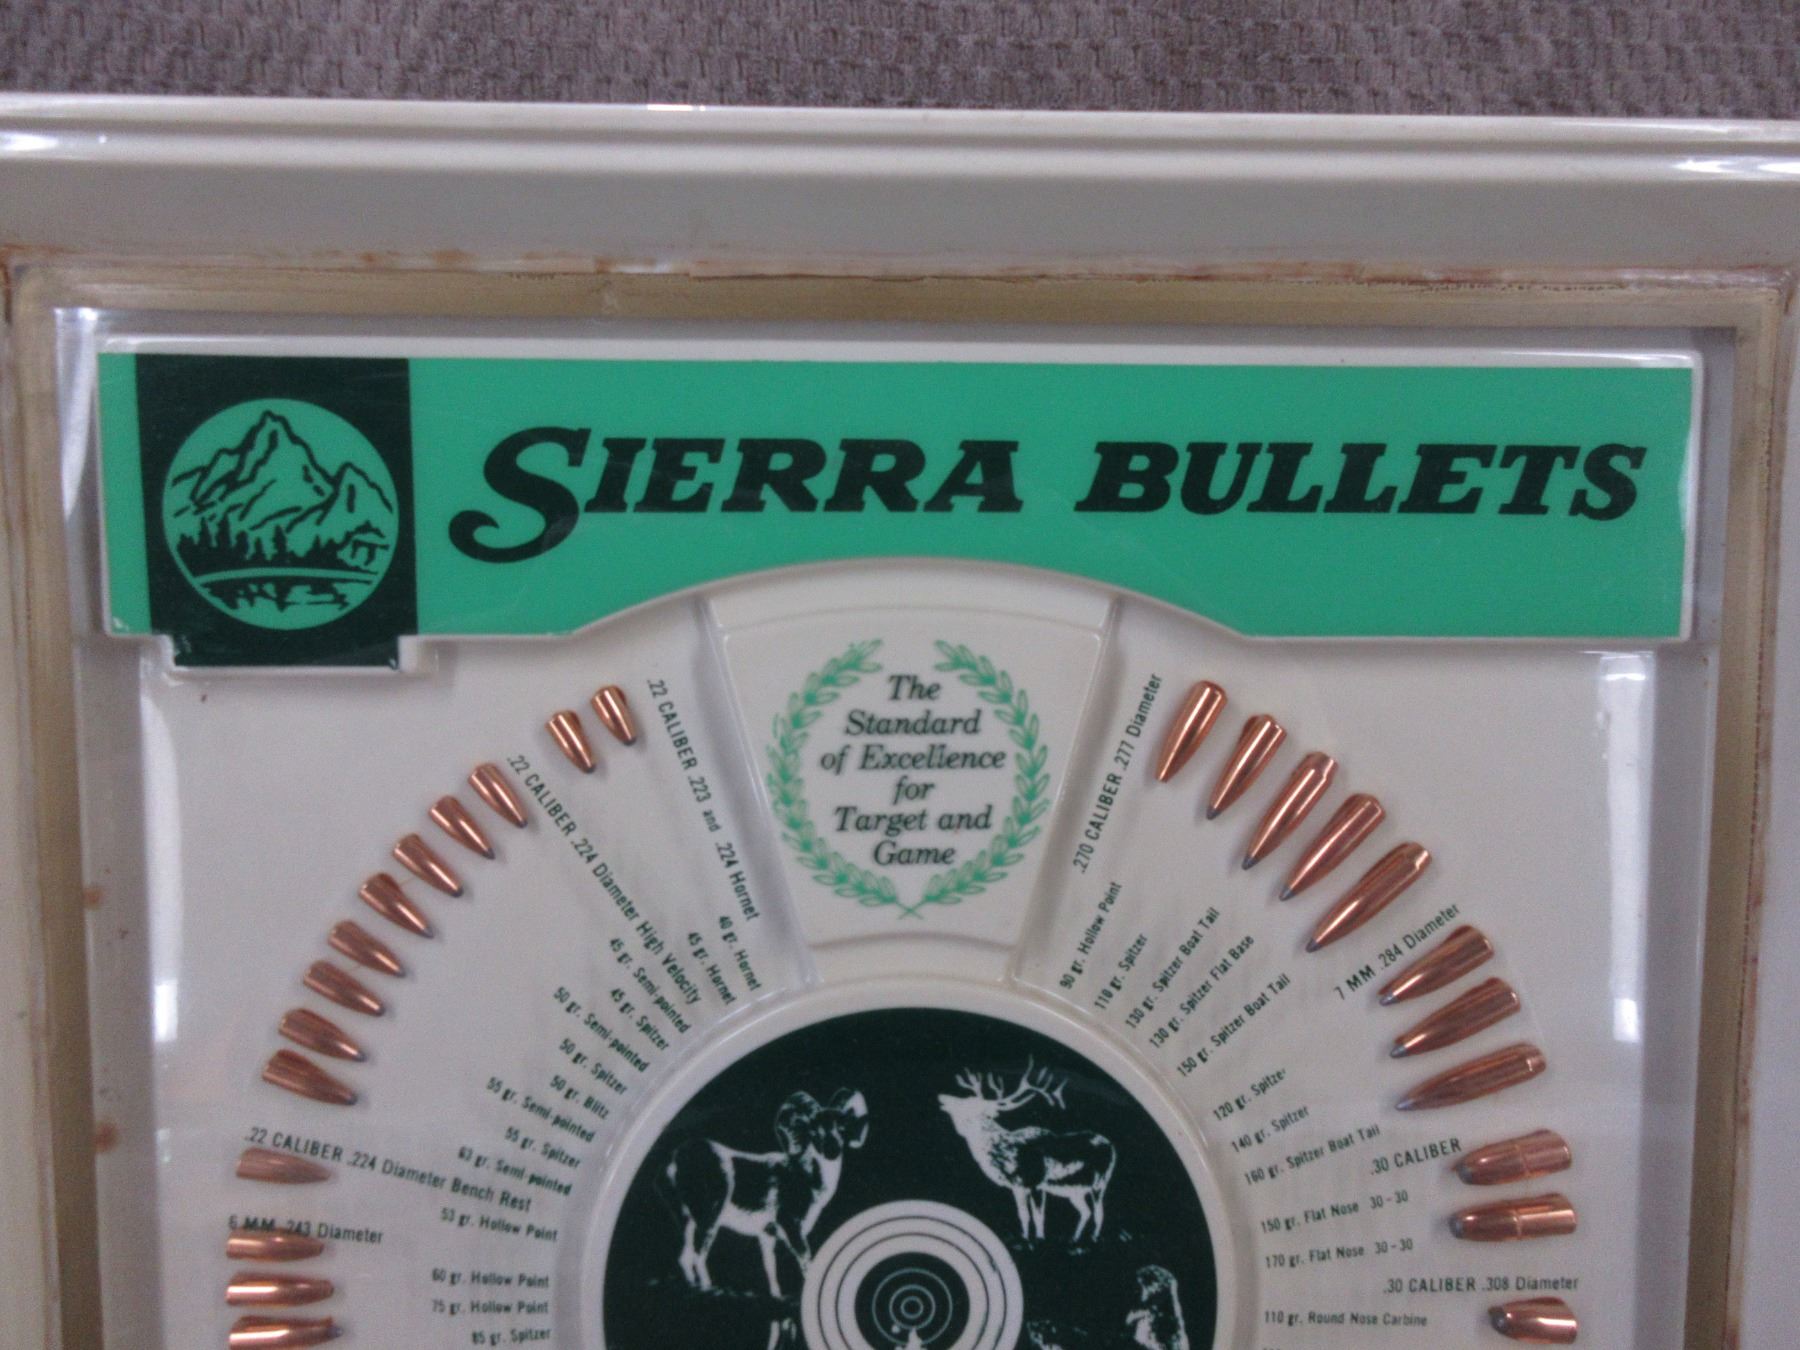 SIERRA BULLETS
The
Standard
of Excellence
for
Target and
Game
.22 CALIBER .223 and .224 Hornet
40 gr. Hornet
45 gr. Hornet
.22 CALIBER .224 Diameter High Velocity
45 gr. Semi-pointed
45 gr. Spitzer
50 gr. Semi-pointed
50 gr. Spitzer
50 gr. Blitz
55 gr. Semi-pointed
55 gr. Spitzer
63 gr. Semi-pointed
.22 CALIBER .224 Diameter Bench Rest
53 gr. Hollow Point
6 MM .243 Diameter
60 gr. Hollow Point
75 gr. Hollow Point
85 gr. Spitzer
.270 CALIBER .277 Diameter
90 gr. Hollow Point
110 gr. Spitzer
130 gr. Spitzer Boat Tail
130 gr. Spitzer Flat Base
150 gr. Spitzer Boat Tail
7 MM .284 Diameter
120 gr. Spitzer
140 gr. Spitzer
160 gr. Spitzer Boat Tail
.30 CALIBER
150 gr. Flat Nose 30-30
170 gr. Flat Nose 30-30
.30 CALIBER .308 Diameter
110 gr. Round Nose Carbine